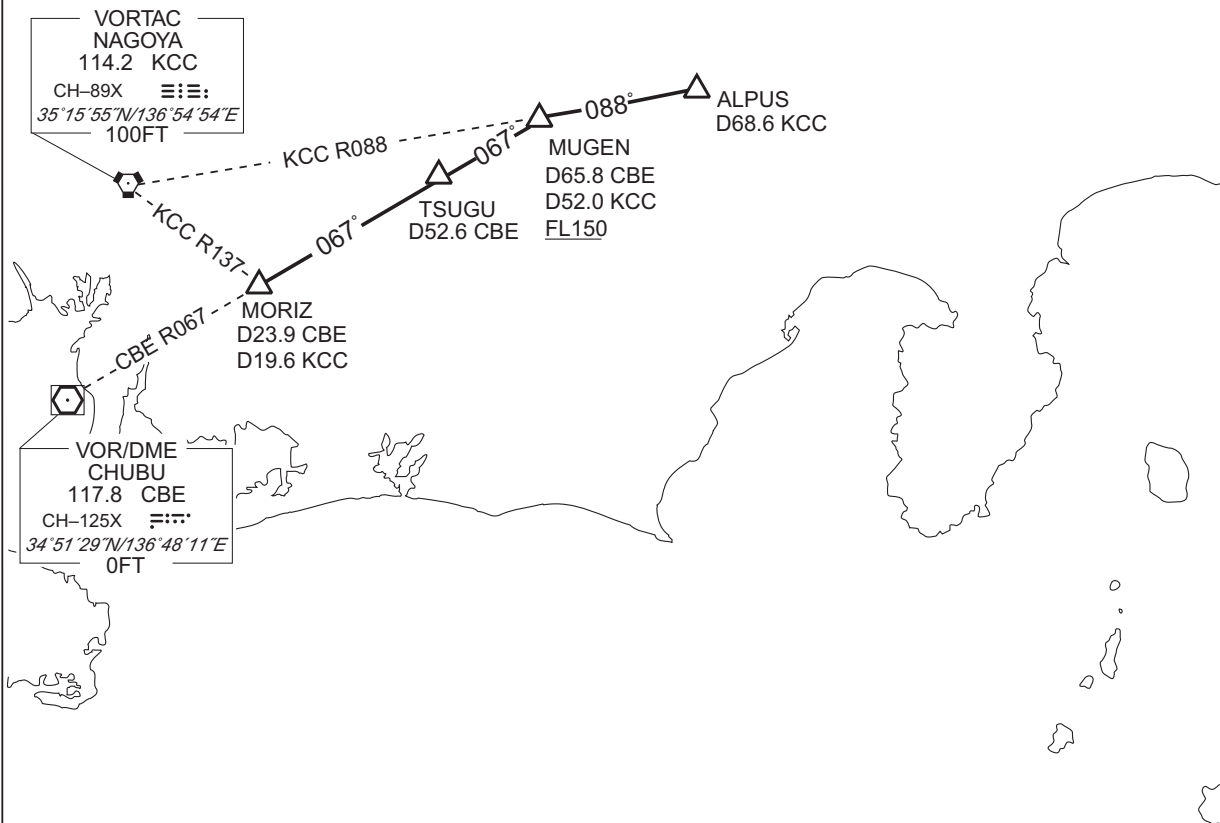 VORTAC
NAGOYA
114.2 KCC
CH–89X
35°15´55˝N/136°54´54˝E
100FT
KCC R088
088°
ALPUS
D68.6 KCC
067°
MUGEN
D65.8 CBE
D52.0 KCC
FL150
TSUGU
D52.6 CBE
KCC R137
067°
MORIZ
D23.9 CBE
D19.6 KCC
CBE R067
VOR/DME
CHUBU
117.8 CBE
CH–125X
34°51´29˝N/136°48´11˝E
0FT